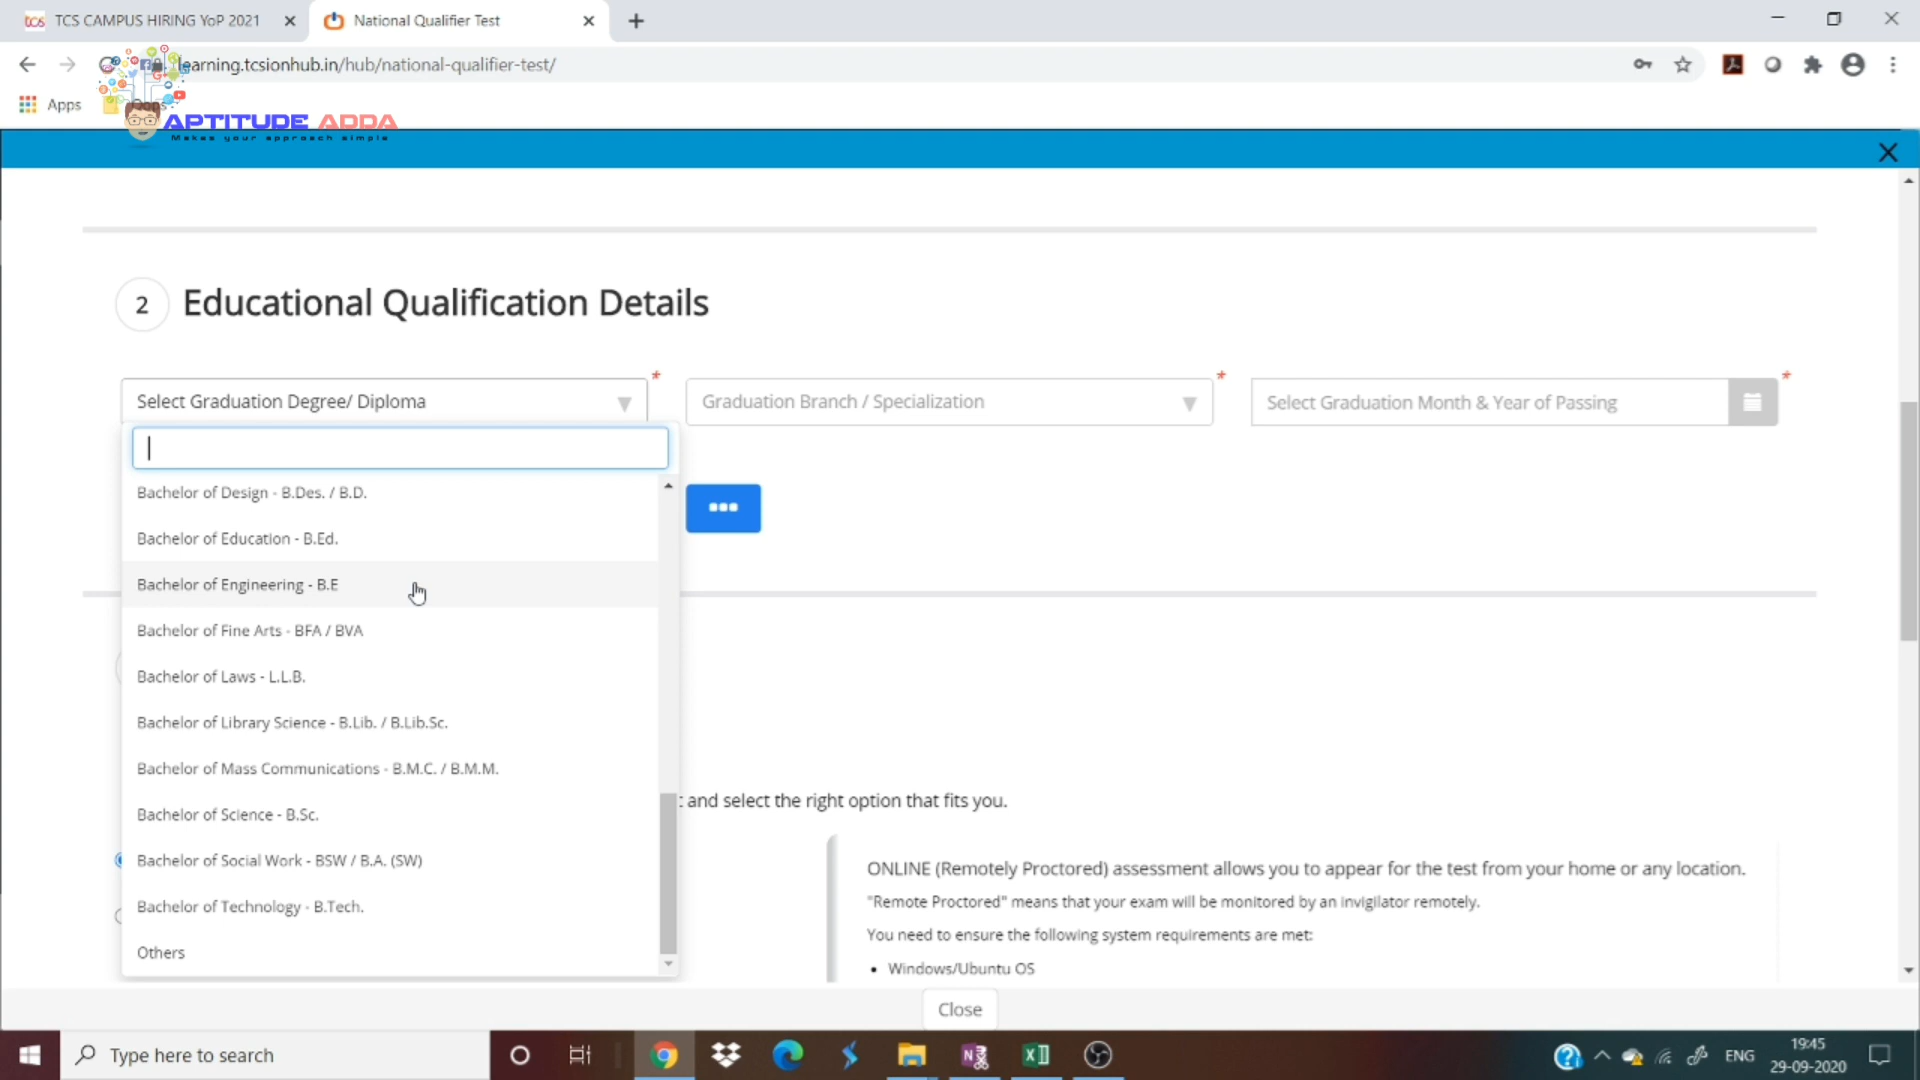 tcs TCS CAMPUS HIRING YoP 2021
National Qualifier Test
learning.tcsionhub.in/hub/national-qualifier-test/
Apps
APTITUDE ADDA
Makes your approach simple
2 Educational Qualification Details
Select Graduation Degree/ Diploma
*
Graduation Branch / Specialization
*
Select Graduation Month & Year of Passing
*
Bachelor of Design - B.Des. / B.D.
Bachelor of Education - B.Ed.
Bachelor of Engineering - B.E
Bachelor of Fine Arts - BFA / BVA
Bachelor of Laws - L.L.B.
Bachelor of Library Science - B.Lib. / B.Lib.Sc.
Bachelor of Mass Communications - B.M.C. / B.M.M.
Bachelor of Science - B.Sc.
Bachelor of Social Work - BSW / B.A. (SW)
Bachelor of Technology - B.Tech.
Others
and select the right option that fits you.
ONLINE (Remotely Proctored) assessment allows you to appear for the test from your home or any location.
"Remote Proctored" means that your exam will be monitored by an invigilator remotely.
You need to ensure the following system requirements are met:
• Windows/Ubuntu OS
Close
Type here to search
ENG
19:45
29-09-2020